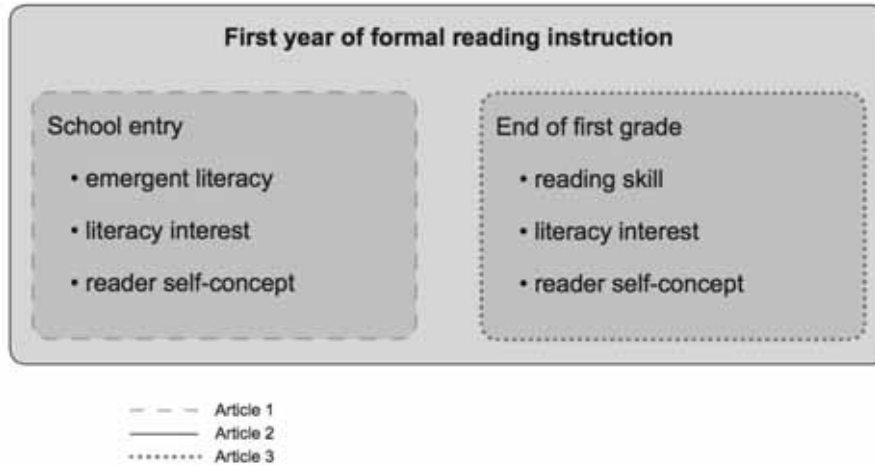 First year of formal reading instruction
School entry
• emergent literacy
• literacy interest
• reader self-concept
End of first grade
• reading skill
• literacy interest
• reader self-concept
Article 1
Article 2
Article 3